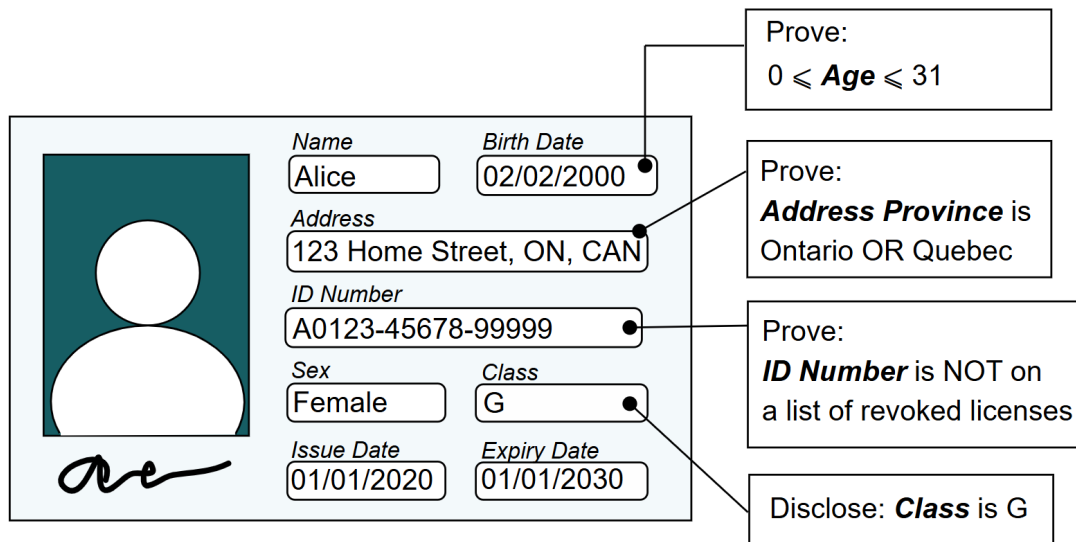 Name
Birth Date
Alice
02/02/2000
Address
123 Home Street, ON, CAN
ID Number
A0123-45678-99999
Sex
Class
Female
G
Issue Date
Expiry Date
01/01/2020
01/01/2030
Prove:
0 ⩽ Age ⩽ 31
Prove:
Address Province is
Ontario OR Quebec
Prove:
ID Number is NOT on
a list of revoked licenses
Disclose: Class is G